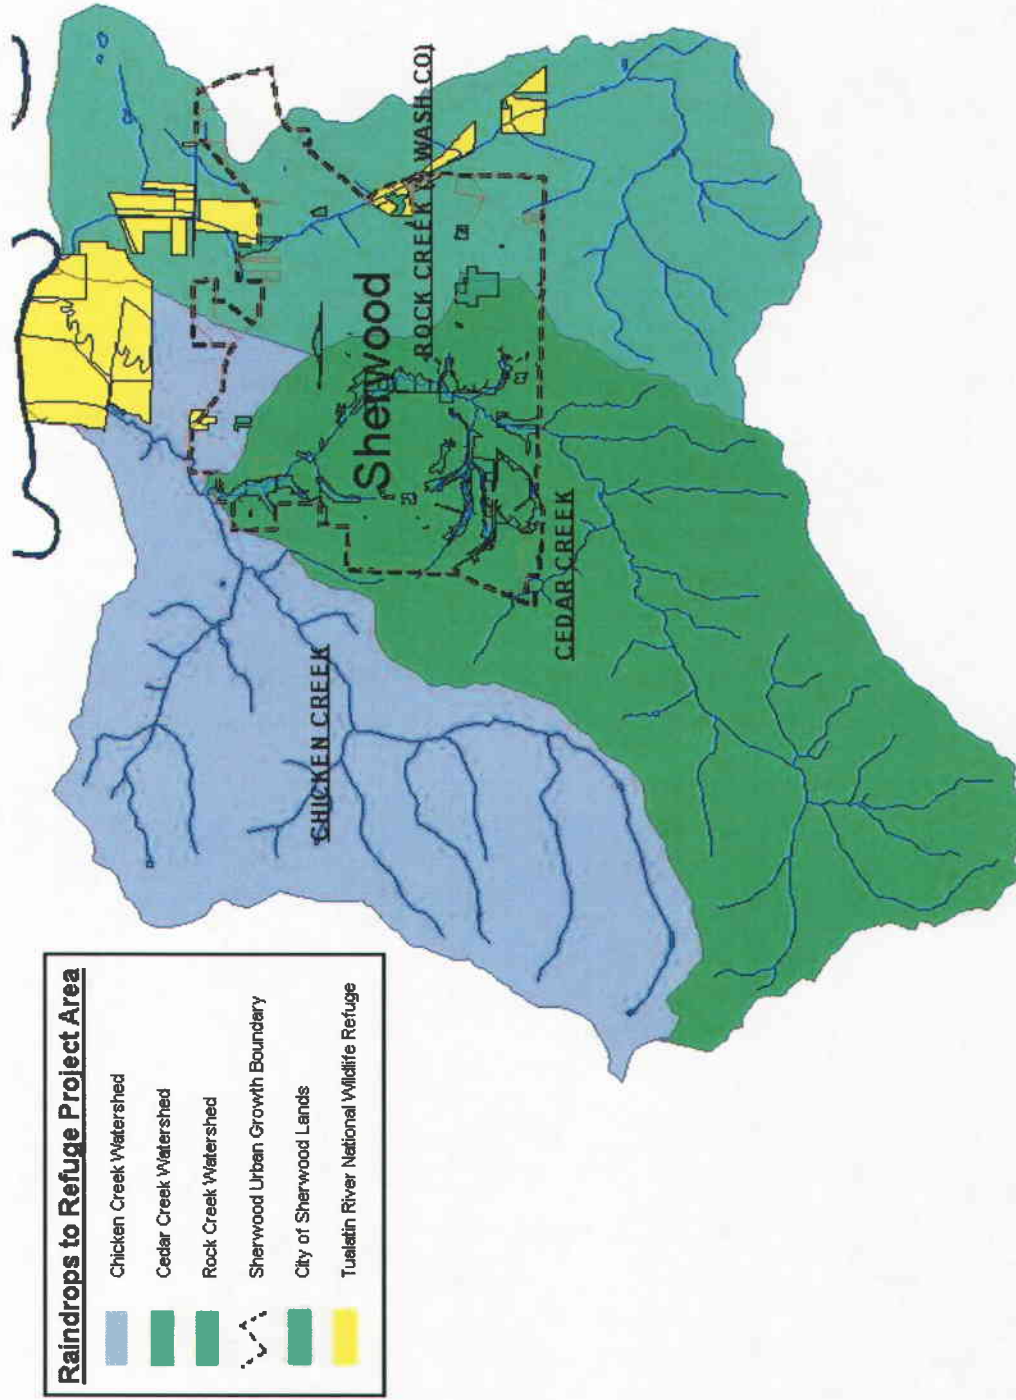 Raindrops to Refuge Project Area
Chicken Creek Watershed
Cedar Creek Watershed
Rock Creek Watershed
Sherwood Urban Growth Boundary
City of Sherwood Lands
Tualatin River National Wildlife Refuge
CHICKEN CREEK
Sherwood
ROCK CREEK (WASH CO)
CEDAR CREEK